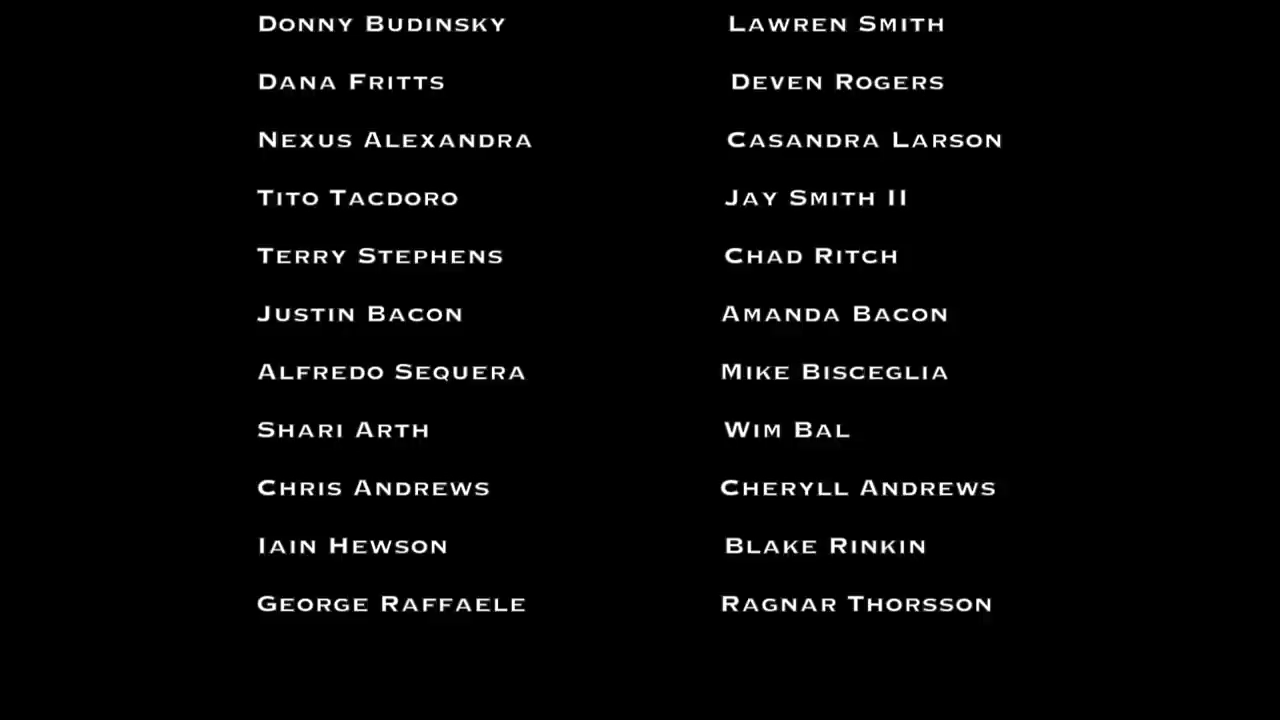 Donny Budinsky Lawren Smith
Dana Fritts Deven Rogers
Nexus Alexandra Casandra Larson
Tito Tacdoro Jay Smith II
Terry Stephens Chad Ritch
Justin Bacon Amanda Bacon
Alfredo Sequera Mike Bisceglia
Shari Arth Wim Bal
Chris Andrews Cheryll Andrews
Iain Hewson Blake Rinkin
George Raffaele Ragnar Thorsson